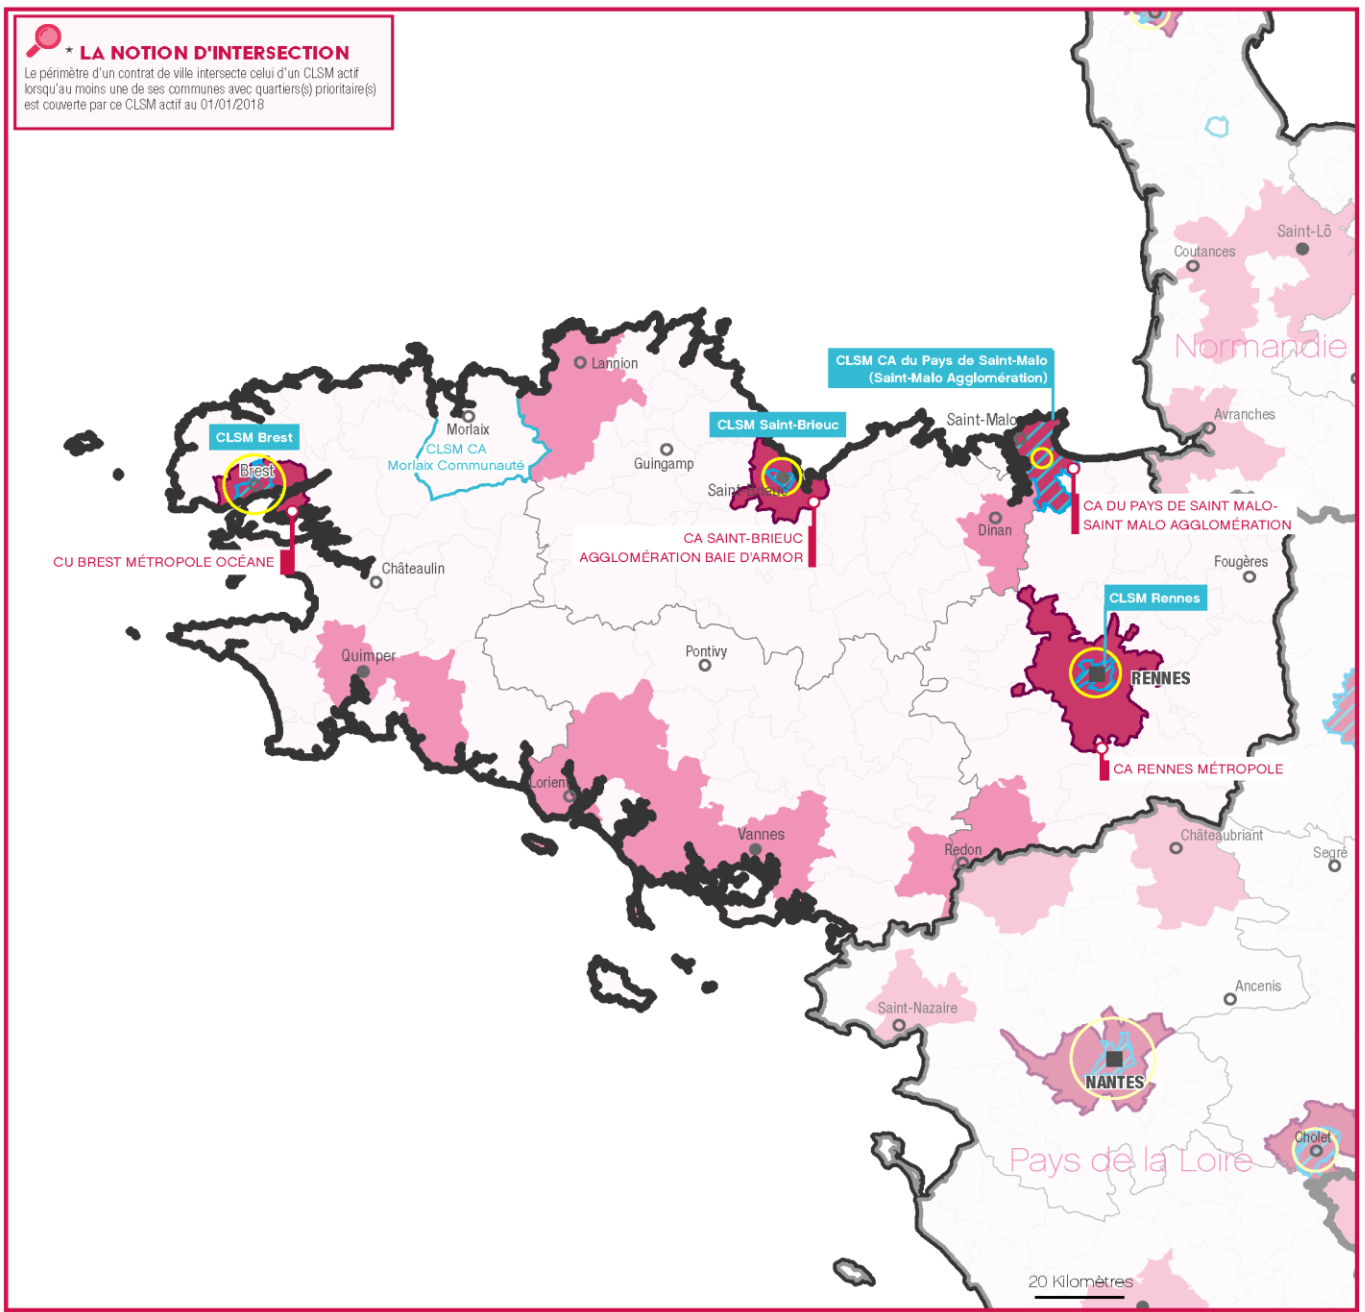 * LA NOTION D'INTERSECTION
Le périmètre d'un contrat de ville intersecte celui d'un CLSM actif
lorsqu'au moins une de ses communes avec quartiers(s) prioritaire(s)
est couverte par ce CLSM actif au 01/01/2018
Saint-Lô
Coutances
Normandie
CLSM CA du Pays de Saint-Malo
(Saint-Malo Agglomération)
Lannion
Avranches
Saint-Malo
CLSM Saint-Brieuc
Morlaix
CLSM Brest
CLSM CA
Morlaix Communauté
Guingamp
Brest
Saint-Brieuc
CA DU PAYS DE SAINT MALO-
SAINT MALO AGGLOMÉRATION
Dinan
CA SAINT-BRIEUC
AGGLOMÉRATION BAIE D'ARMOR
CU BREST MÉTROPOLE OCÉANE
Châteaulin
Fougères
CLSM Rennes
Quimper
Pontivy
RENNES
CA RENNES MÉTROPOLE
Lorient
Vannes
Châteaubriant
Redon
Segré
Ancenis
Saint-Nazaire
NANTES
Cholet
Pays de la Loire
20 Kilomètres